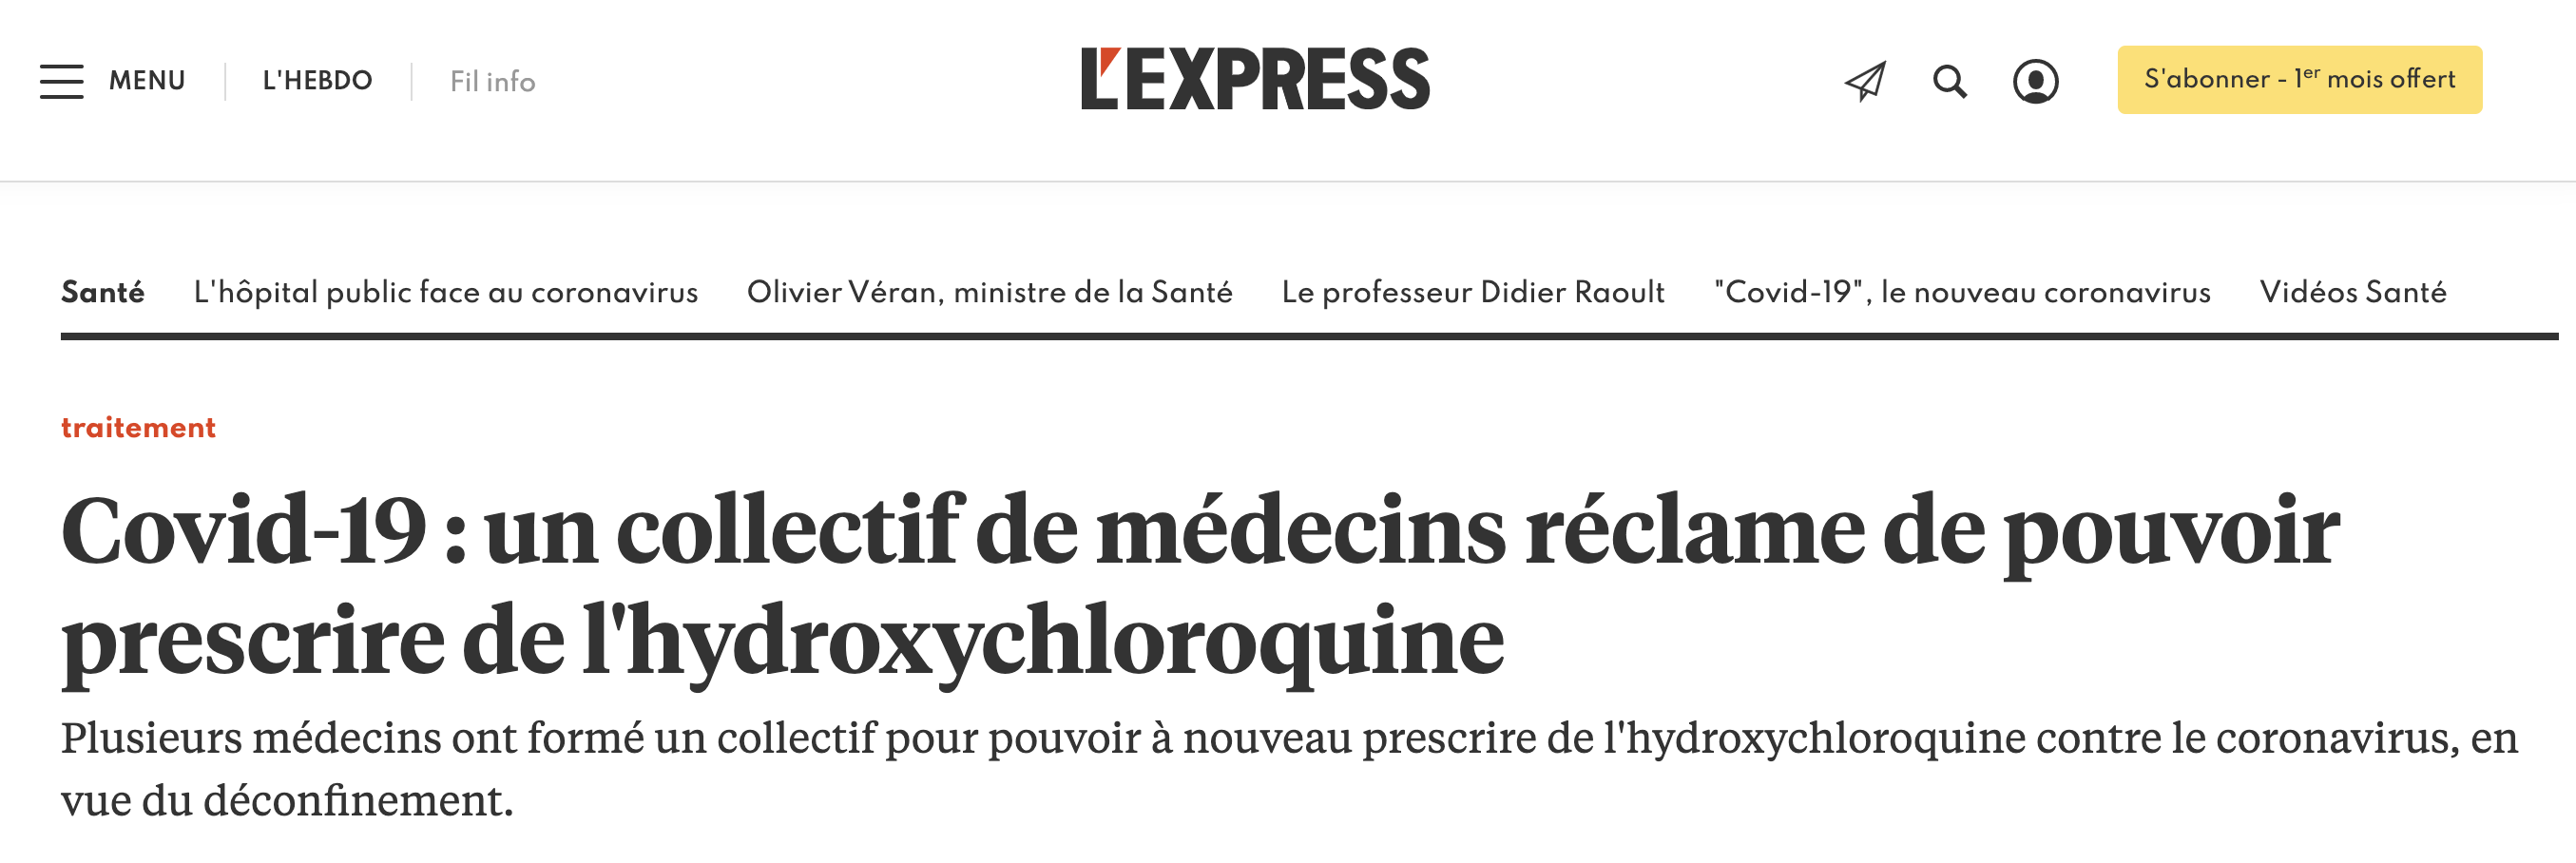 MENU
L'HEBDO
Fil info
L'EXPRESS
S'abonner - 1er mois offert
Santé
L'hôpital public face au coronavirus
Olivier Véran, ministre de la Santé
Le professeur Didier Raoult
"Covid-19", le nouveau coronavirus
Vidéos Santé
traitement
Covid-19 : un collectif de médecins réclame de pouvoir
prescrire de l'hydroxychloroquine
Plusieurs médecins ont formé un collectif pour pouvoir à nouveau prescrire de l'hydroxychloroquine contre le coronavirus, en
vue du déconfinement.